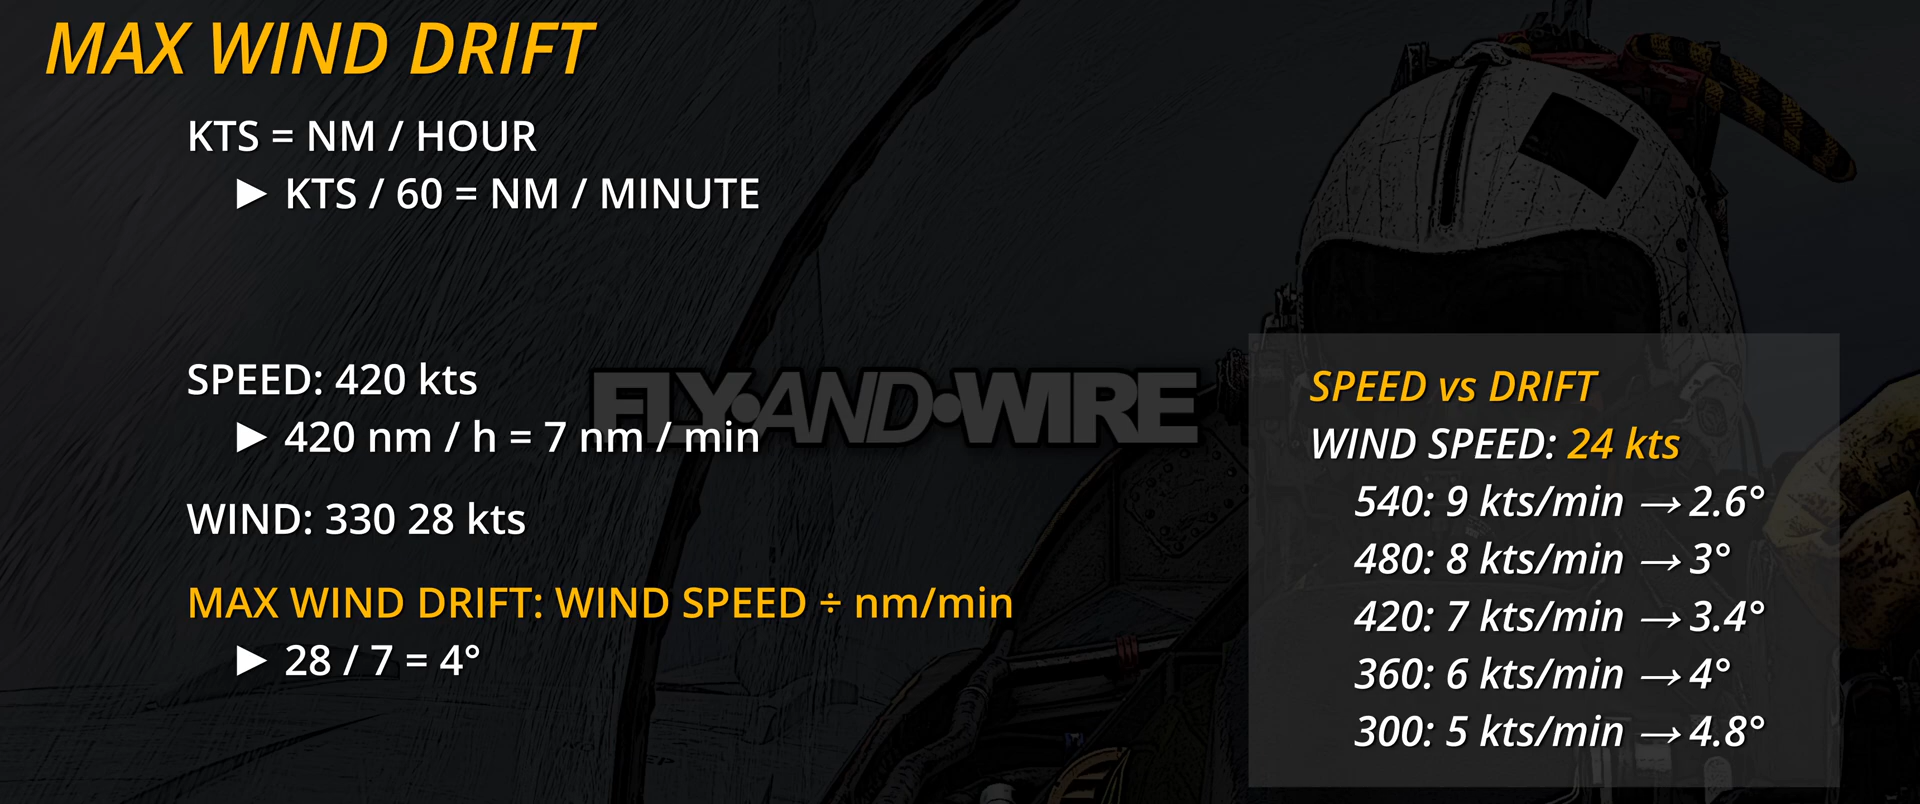 MAX WIND DRIFT
KTS = NM / HOUR
► KTS / 60 = NM / MINUTE
SPEED: 420 kts
► 420 nm / h = 7 nm / min
WIND: 330 28 kts
MAX WIND DRIFT: WIND SPEED ÷ nm/min
► 28 / 7 = 4°
FLY•AND•WIRE
SPEED vs DRIFT
WIND SPEED: 24 kts
540: 9 kts/min → 2.6°
480: 8 kts/min → 3°
420: 7 kts/min → 3.4°
360: 6 kts/min → 4°
300: 5 kts/min → 4.8°